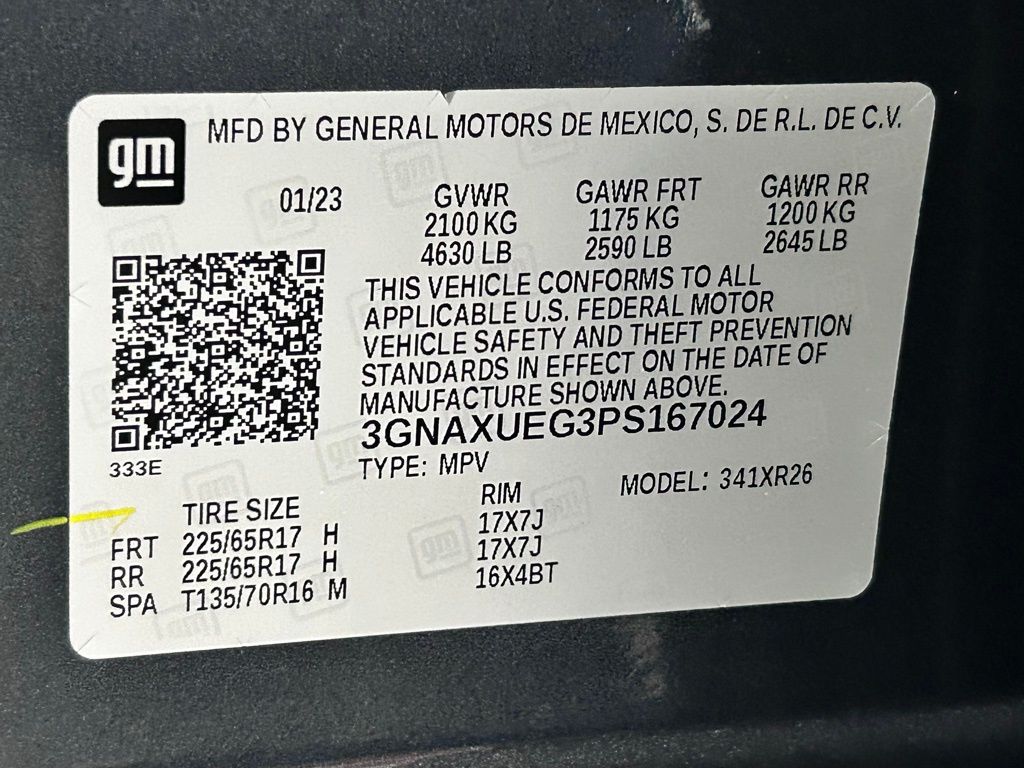 gm MFD BY GENERAL MOTORS DE MEXICO, S. DE R.L. DE C.V.
01/23 GVWR GAWR FRT GAWR RR
2100 KG 1175 KG 1200 KG
4630 LB 2590 LB 2645 LB
THIS VEHICLE CONFORMS TO ALL
APPLICABLE U.S. FEDERAL MOTOR
VEHICLE SAFETY AND THEFT PREVENTION
STANDARDS IN EFFECT ON THE DATE OF
MANUFACTURE SHOWN ABOVE.
3GNAXUEG3PS167024
333E TYPE: MPV MODEL: 341XR26
TIRE SIZE RIM
FRT 225/65R17 H 17X7J
RR 225/65R17 H 17X7J
SPA T135/70R16 M 16X4BT